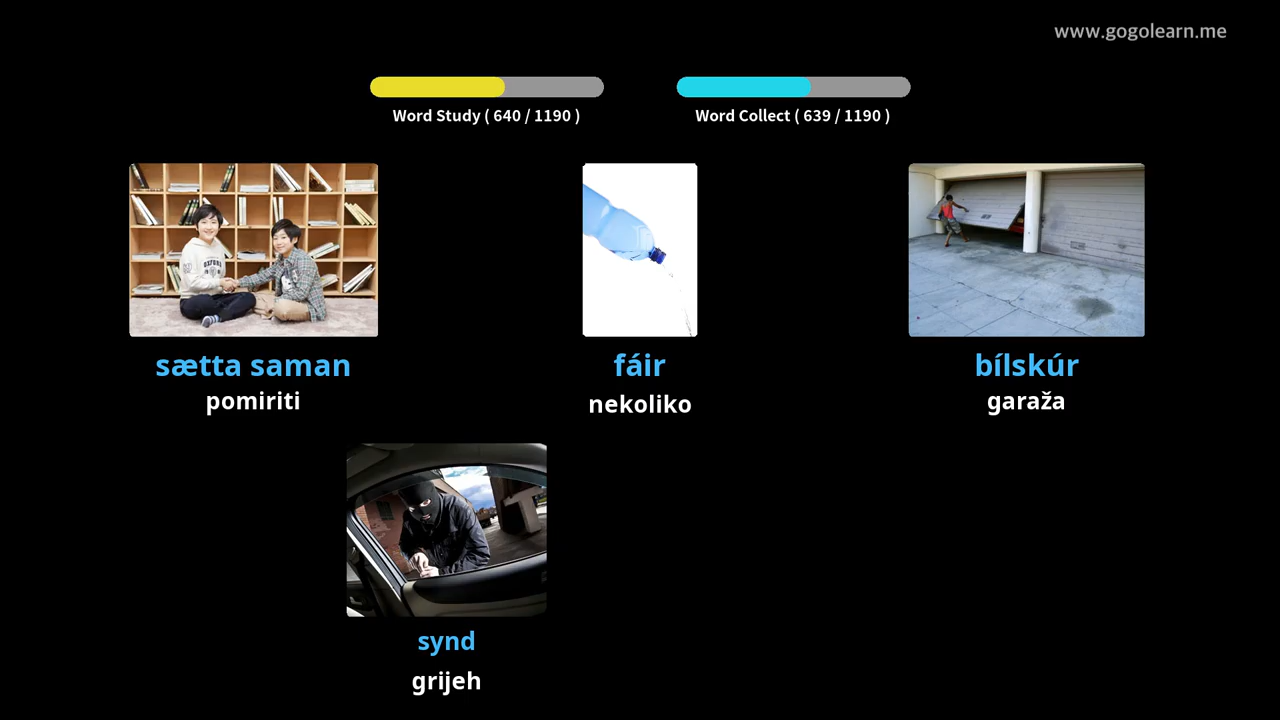 www.gogolearn.me
Word Study ( 640 / 1190 )
Word Collect ( 639 / 1190 )
OXFORD
sætta saman
fáir
bílskúr
pomiriti
nekoliko
garaža
synd
grijeh